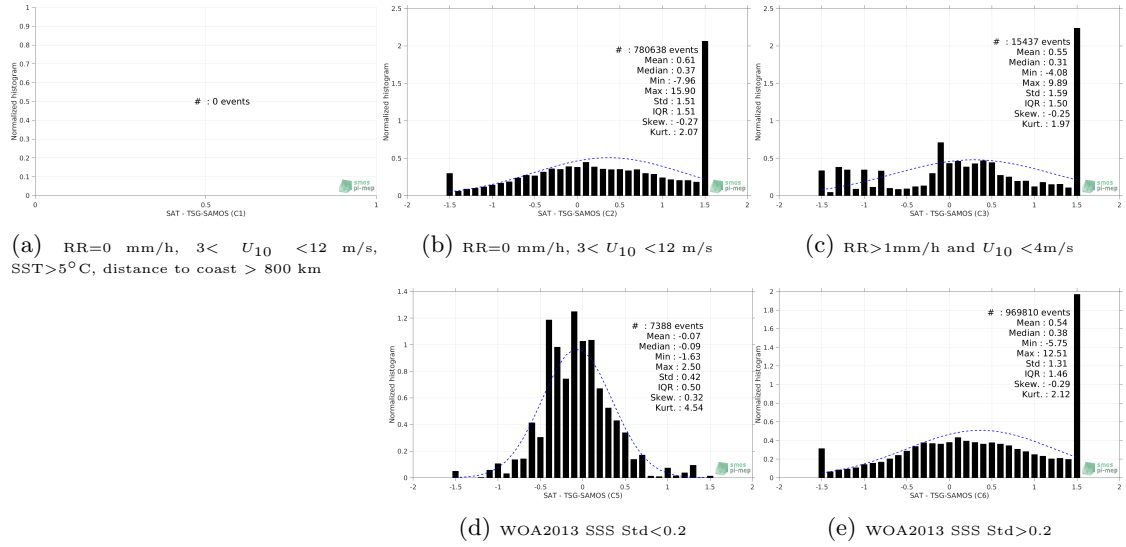 1
0.9
0.8
0.7
0.6
0.5
0.4
0.3
0.2
0.1
0
0 1
Normalized histogram
# : 0 events
smos
pi-mep
SAT - TSG-SAMOS (C1)
(a) RR=0 mm/h, 3< U10 <12 m/s,
SST>5°C, distance to coast > 800 km
2.5
2
1.5
1
0.5
0
-2 -1.5 -1 -0.5 0 0.5 1 1.5 2
Normalized histogram
# : 780638 events
Mean : 0.61
Median : 0.37
Min : -7.96
Max : 15.90
Std : 1.51
IQR : 1.51
Skew. : -0.27
Kurt. : 2.07
smos
pi-mep
SAT - TSG-SAMOS (C2)
(b) RR=0 mm/h, 3< U10 <12 m/s
2.5
2
1.5
1
0.5
0
-2 -1.5 -1 -0.5 0 0.5 1 1.5 2
Normalized histogram
# : 15437 events
Mean : 0.55
Median : 0.31
Min : -4.08
Max : 9.89
Std : 1.59
IQR : 1.50
Skew. : -0.25
Kurt. : 1.97
smos
pi-mep
SAT - TSG-SAMOS (C3)
(c) RR>1mm/h and U10 <4m/s
1.4
1.2
1
0.8
0.6
0.4
0.2
0
-2 -1.5 -1 -0.5 0 0.5 1 1.5 2
Normalized histogram
# : 7388 events
Mean : -0.07
Median : -0.09
Min : -1.63
Max : 2.50
Std : 0.42
IQR : 0.50
Skew. : 0.32
Kurt. : 4.54
smos
pi-mep
SAT - TSG-SAMOS (C5)
(d) WOA2013 SSS Std<0.2
2
1.8
1.6
1.4
1.2
1
0.8
0.6
0.4
0.2
0
-2 -1.5 -1 -0.5 0 0.5 1 1.5 2
Normalized histogram
# : 969810 events
Mean : 0.54
Median : 0.38
Min : -5.75
Max : 12.51
Std : 1.31
IQR : 1.46
Skew. : -0.29
Kurt. : 2.12
smos
pi-mep
SAT - TSG-SAMOS (C6)
(e) WOA2013 SSS Std>0.2